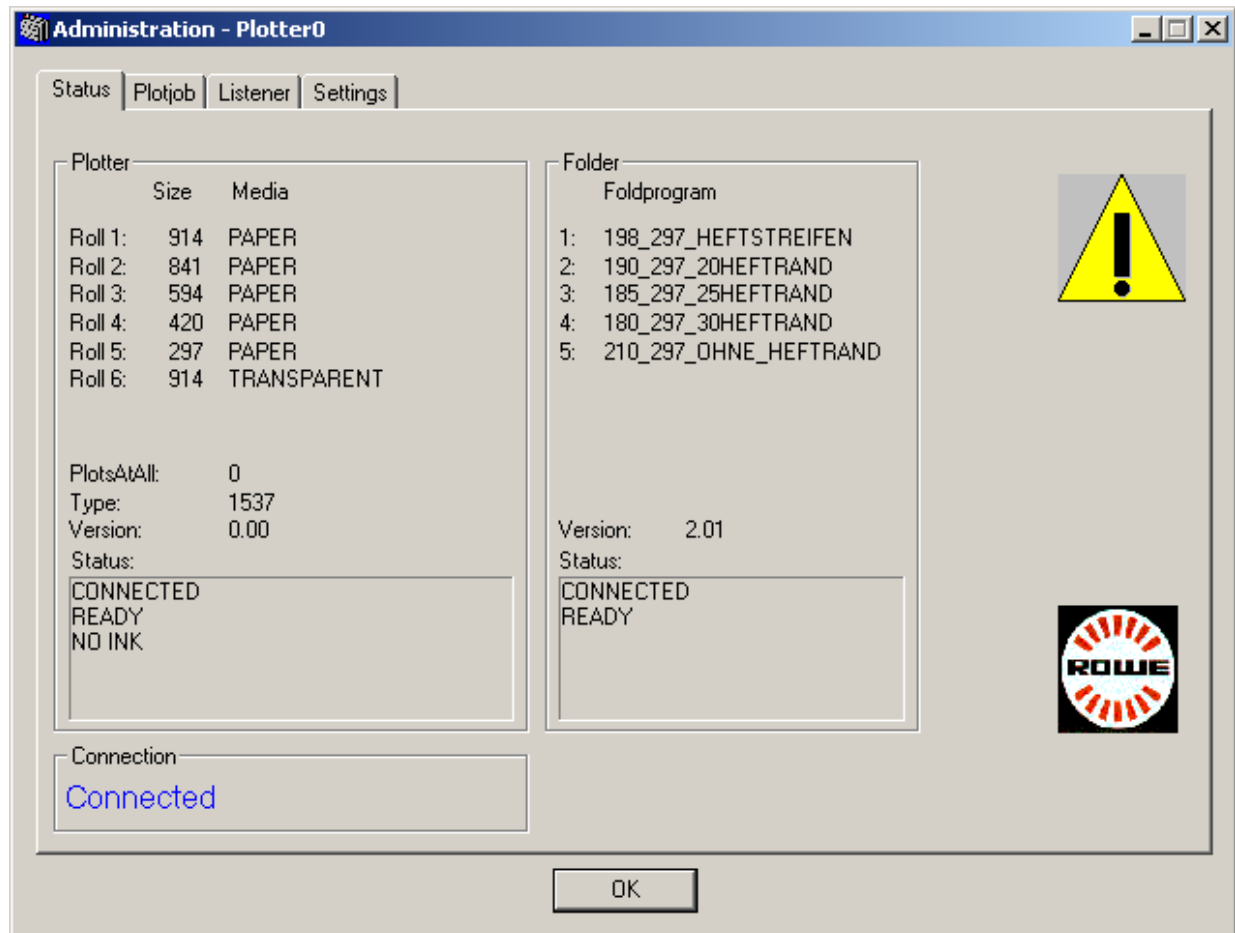 Administration - Plotter0
Status Plotjob Listener Settings
Plotter
Size Media
Roll 1: 914 PAPER
Roll 2: 841 PAPER
Roll 3: 594 PAPER
Roll 4: 420 PAPER
Roll 5: 297 PAPER
Roll 6: 914 TRANSPARENT
PlotsAtAll: 0
Type: 1537
Version: 0.00
Status:
CONNECTED
READY
NO INK
Folder
Foldprogram
1: 198_297_HEFTSTREIFEN
2: 190_297_20HEFTRAND
3: 185_297_25HEFTRAND
4: 180_297_30HEFTRAND
5: 210_297_OHNE_HEFTRAND
Version: 2.01
Status:
CONNECTED
READY
ROWE
Connection
Connected
OK